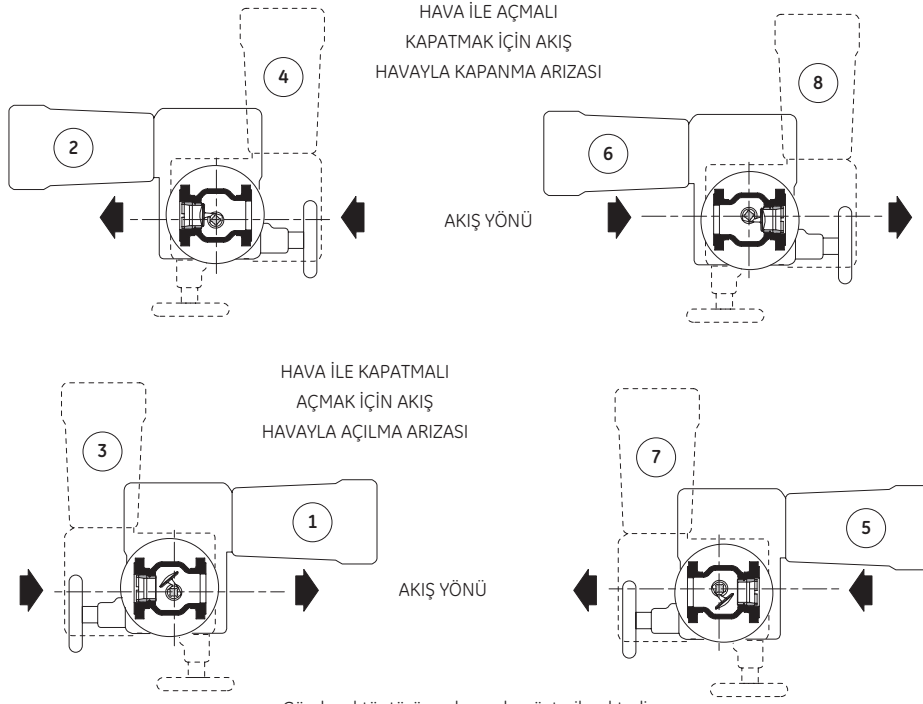 HAVA İLE AÇMALI
KAPATMAK İÇİN AKIŞ
HAVAYLA KAPANMA ARIZASI
4
8
2
6
AKIŞ YÖNÜ
HAVA İLE KAPATMALI
AÇMAK İÇİN AKIŞ
HAVAYLA AÇILMA ARIZASI
3
7
1
5
AKIŞ YÖNÜ